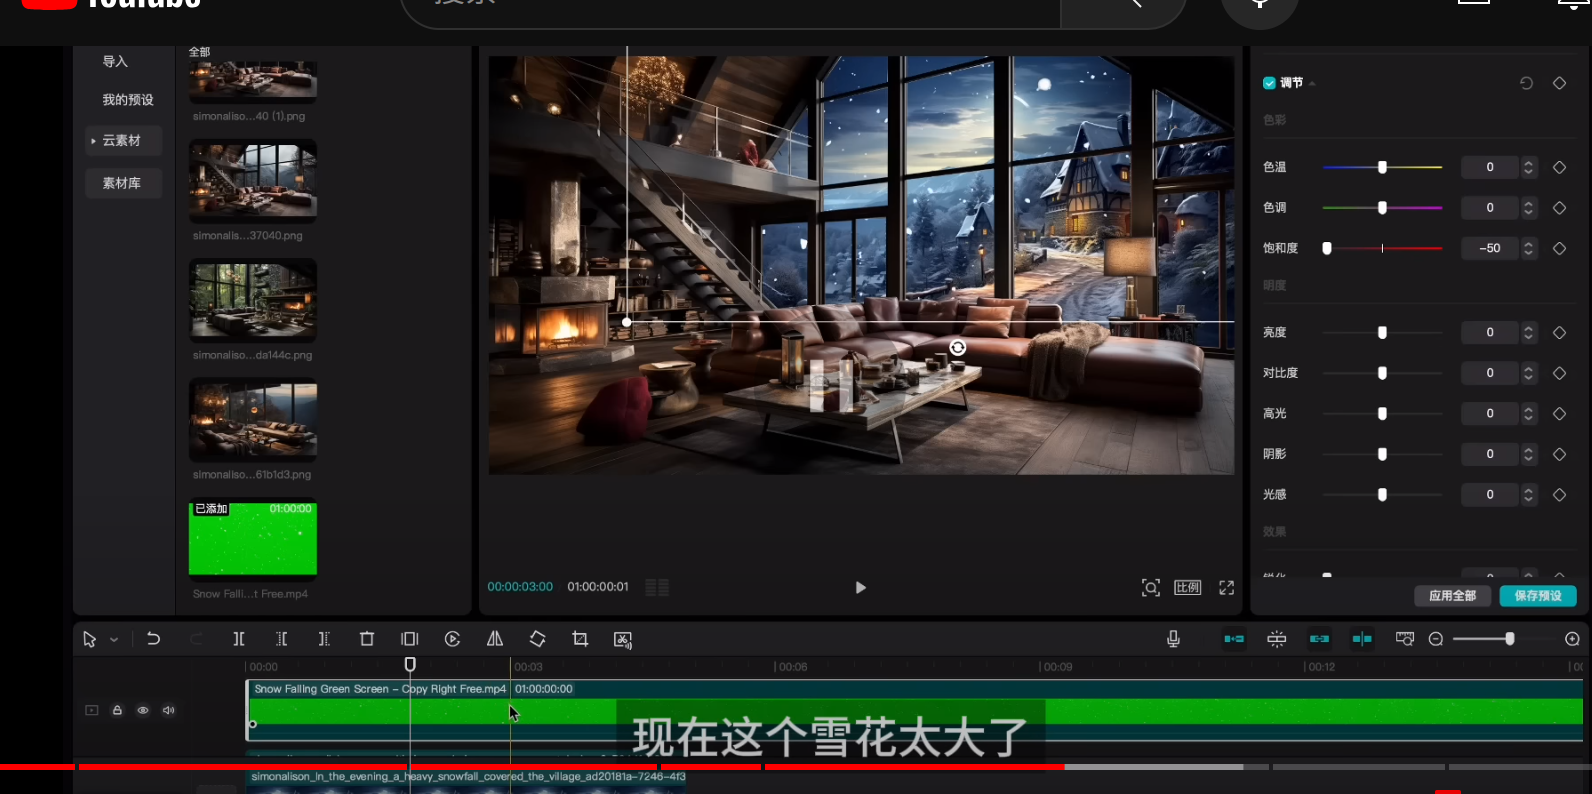 YouTube
搜索
导入
我的预设
云素材
素材库
全部
simonaliso...40 (1).png
simonalis...37040.png
simonaliso...da144c.png
simonaliso...61b1d3.png
已添加 01:00:00
Snow Falli...t Free.mp4
00:00:03:00 01:00:00:01
比例
调节
色彩
色温 0
色调 0
饱和度 -50
明度
亮度 0
对比度 0
高光 0
阴影 0
光感 0
效果
锐化 0
应用全部 保存预设
00:00 00:03 00:06 00:09 00:12
Snow Falling Green Screen – Copy Right Free.mp4 01:00:00:00
现在这个雪花太大了
simonalison_In_the_evening_a_heavy_snowfall_covered_the_village_ad20181a-7246-4f3